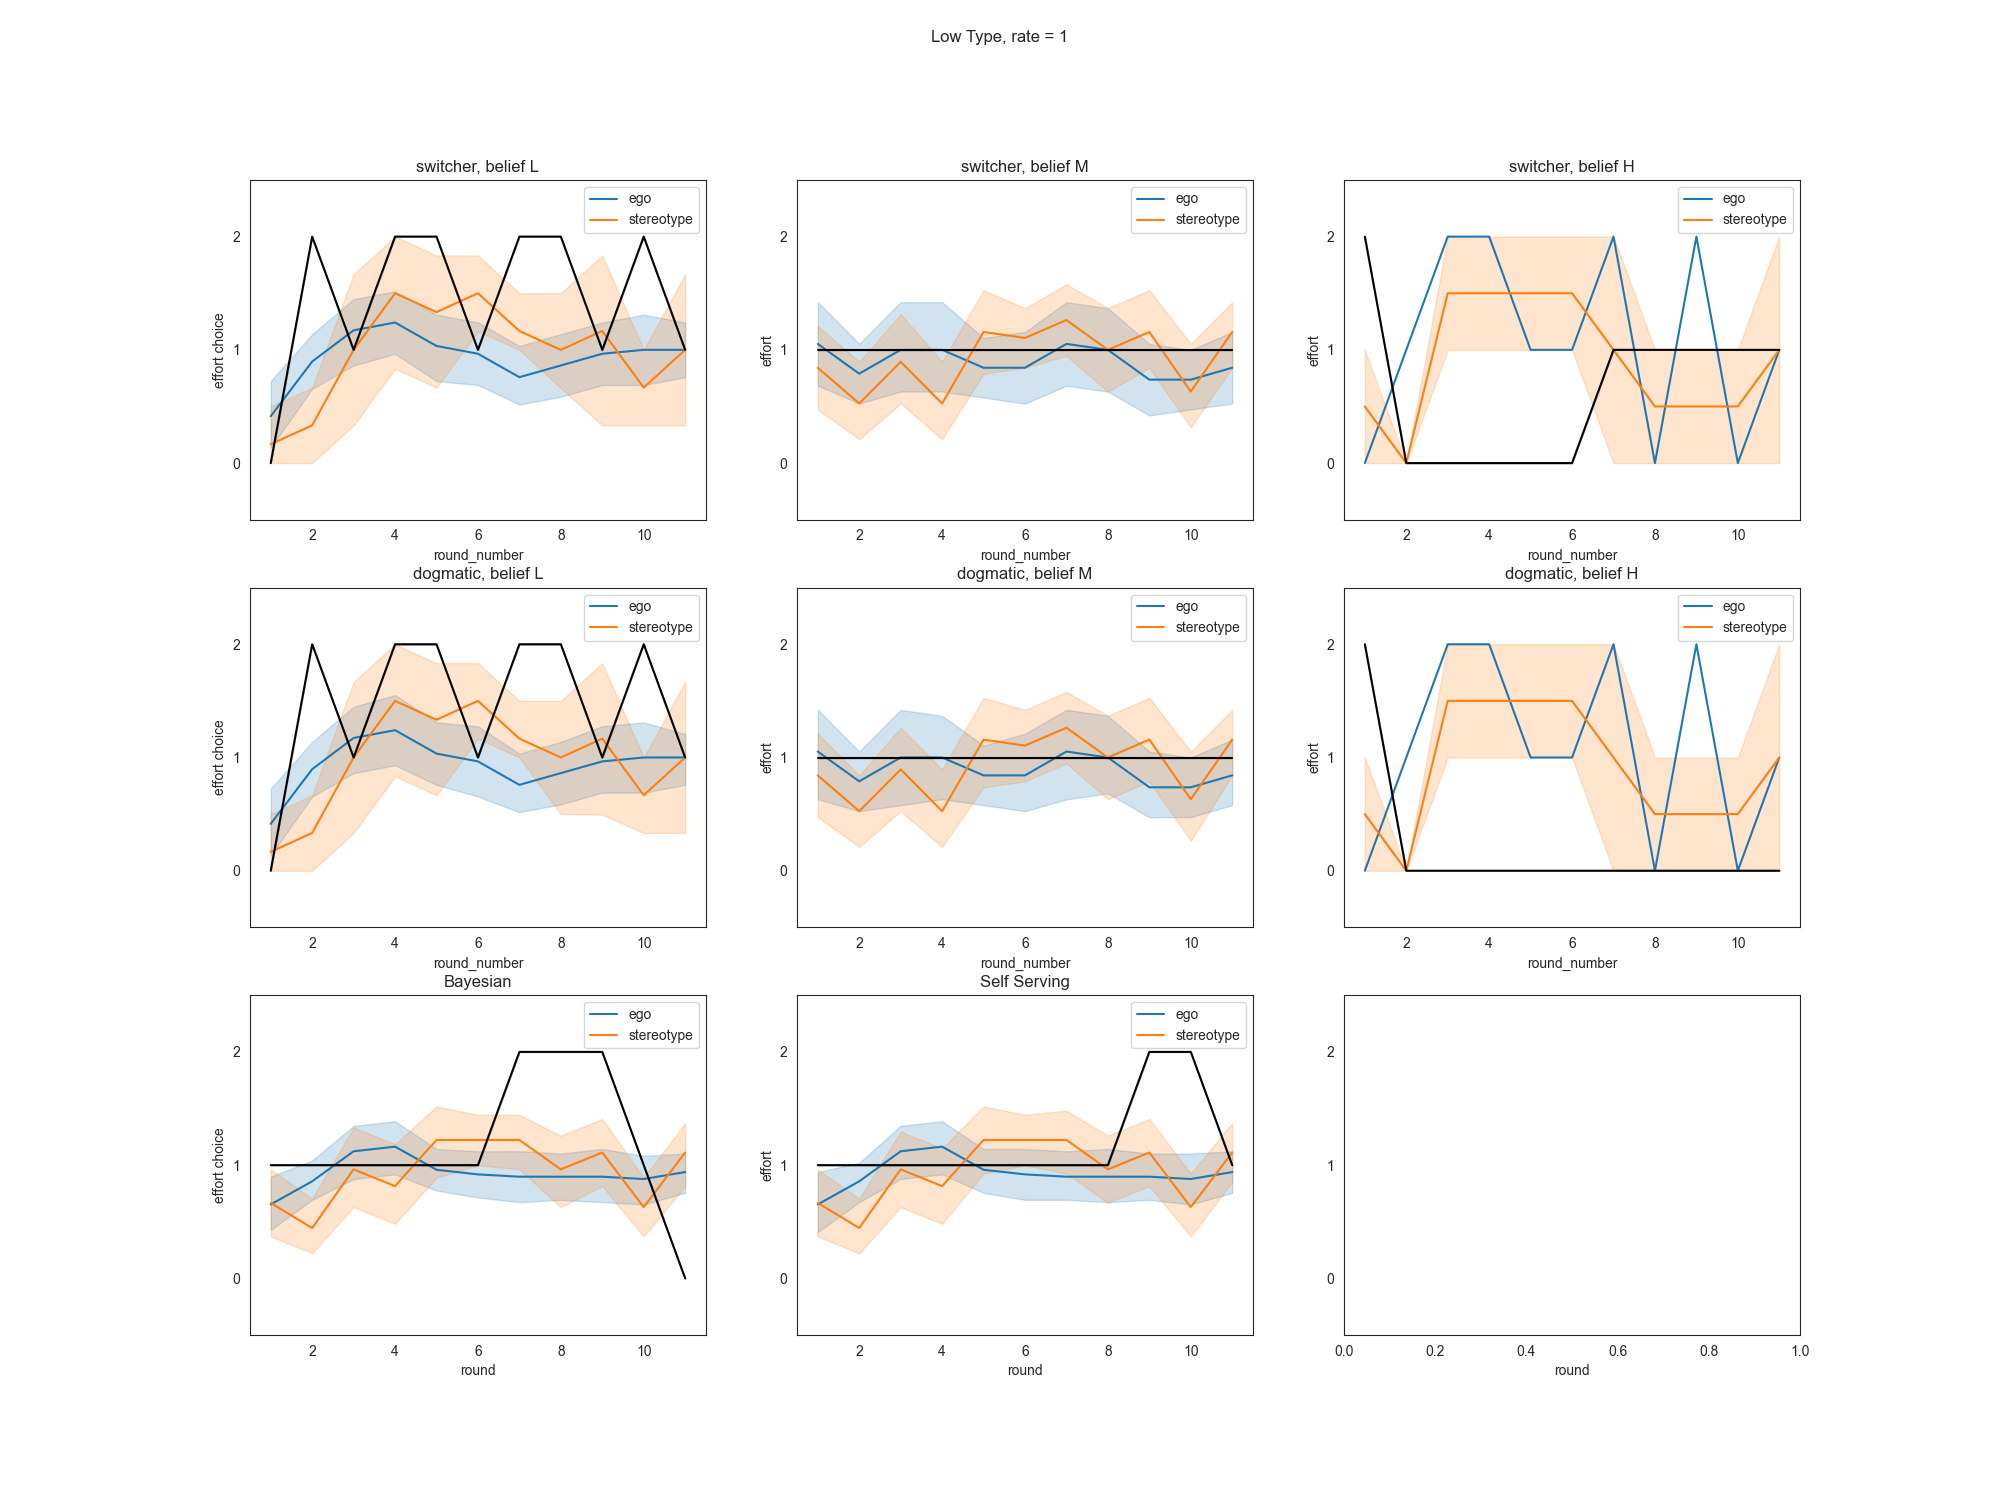 Low Type, rate = 1
switcher, belief L
ego
stereotype
effort choice
2
1
0
2 4 6 8 10
round_number
switcher, belief M
ego
stereotype
effort
2
1
0
2 4 6 8 10
round_number
switcher, belief H
ego
stereotype
effort
2
1
0
2 4 6 8 10
round_number
dogmatic, belief L
ego
stereotype
effort choice
2
1
0
2 4 6 8 10
round_number
dogmatic, belief M
ego
stereotype
effort
2
1
0
2 4 6 8 10
round_number
dogmatic, belief H
ego
stereotype
effort
2
1
0
2 4 6 8 10
round_number
Bayesian
ego
stereotype
effort choice
2
1
0
2 4 6 8 10
round
Self Serving
ego
stereotype
effort
2
1
0
2 4 6 8 10
round
2
1
0
0.0 0.2 0.4 0.6 0.8 1.0
round